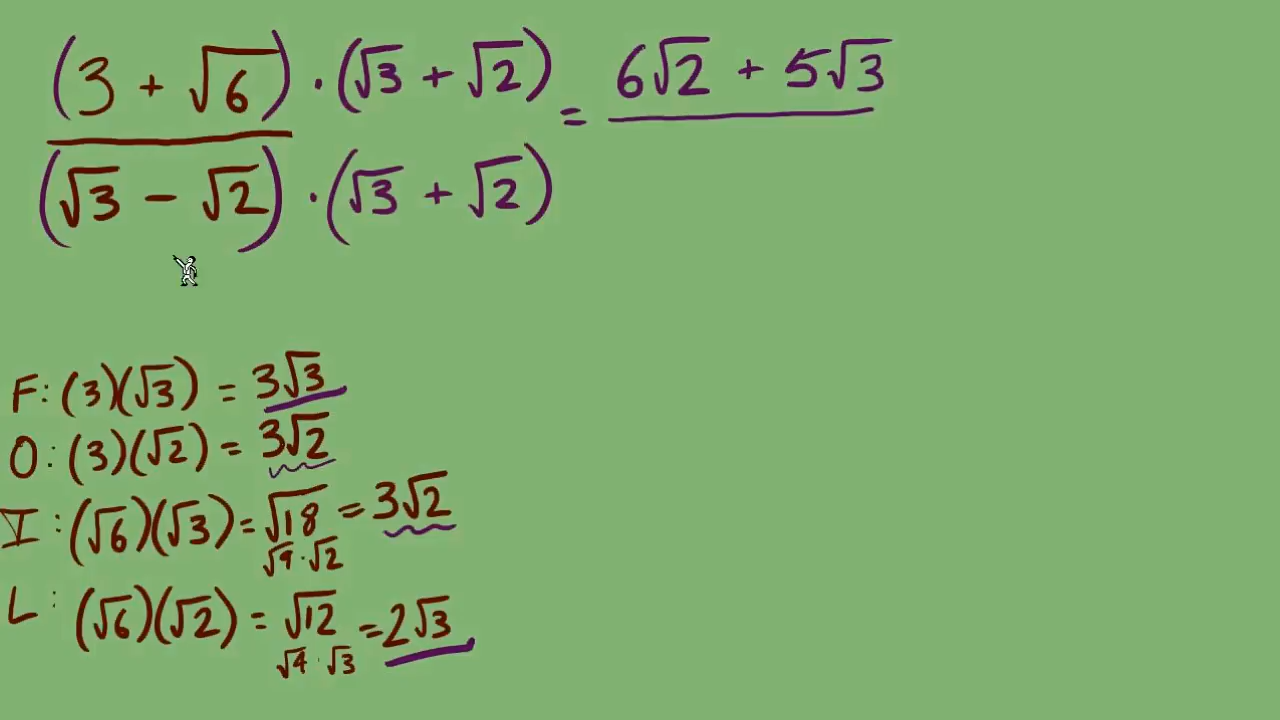 (3 + √6) · (√3 + √2) = 6√2 + 5√3
(√3 − √2) · (√3 + √2)
F: (3)(√3) = 3√3
O: (3)(√2) = 3√2
I: (√6)(√3) = √18 = 3√2
√9 · √2
L: (√6)(√2) = √12 = 2√3
√4 · √3